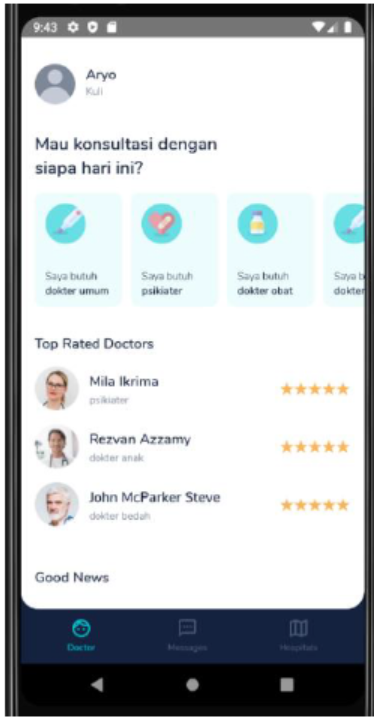 9:43
Aryo
Kuli
Mau konsultasi dengan
siapa hari ini?
Saya butuh
dokter umum
Saya butuh
psikiater
Saya butuh
dokter obat
Saya b
dokter
Top Rated Doctors
Mila Ikrima
psikiater
Rezvan Azzamy
dokter anak
John McParker Steve
dokter bedah
Good News
Doctor
Messages
Hospitals